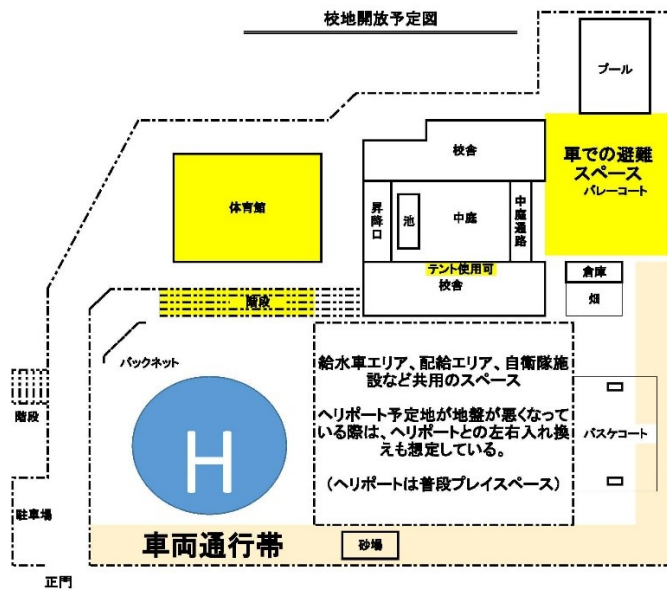 校地開放予定図
プール
車での避難
スペース
バレーコート
校舎
体育館
昇降口
池
中庭
中庭通路
テント使用可
校舎
倉庫
畑
階段
バックネット
給水車エリア、配給エリア、自衛隊施
設など共用のスペース
ヘリポート予定地が地盤が悪くなって
いる際は、ヘリポートとの左右入れ換
えも想定している。
（ヘリポートは普段プレイスペース）
階段
H
バスケコート
駐車場
車両通行帯
砂場
正門